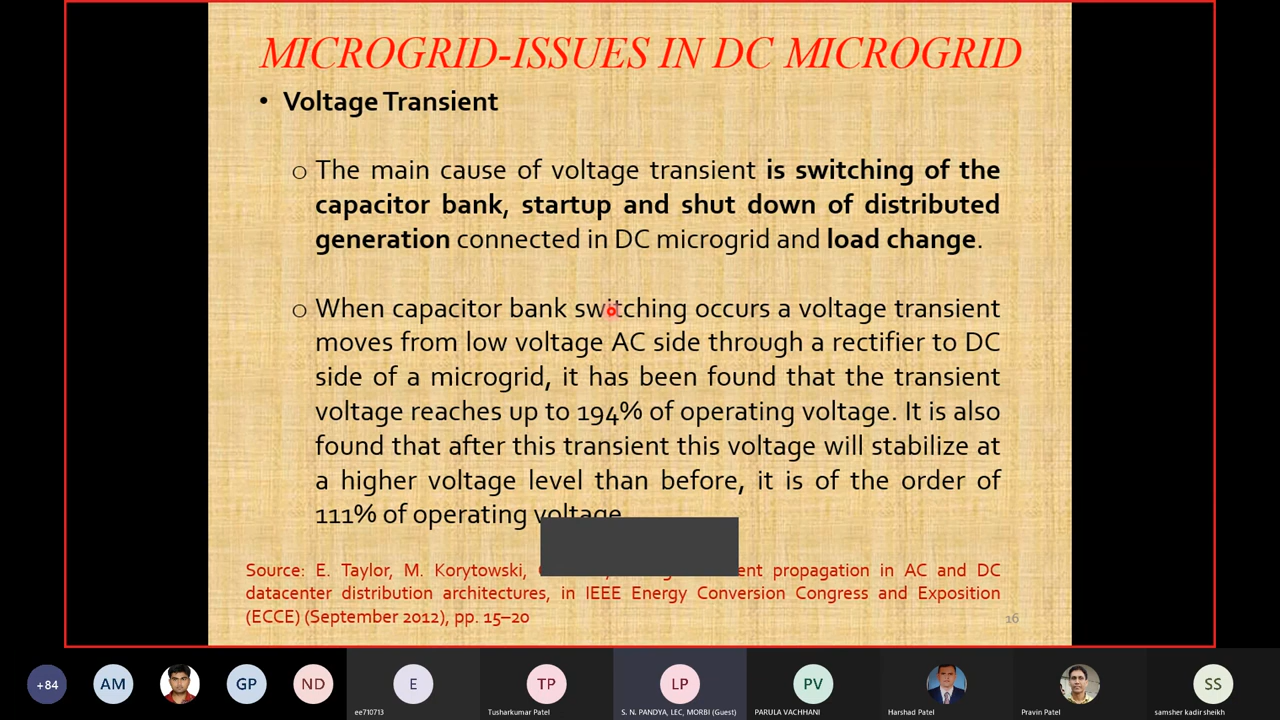 MICROGRID-ISSUES IN DC MICROGRID
• Voltage Transient
o The main cause of voltage transient is switching of the
capacitor bank, startup and shut down of distributed
generation connected in DC microgrid and load change.
o When capacitor bank switching occurs a voltage transient
moves from low voltage AC side through a rectifier to DC
side of a microgrid, it has been found that the transient
voltage reaches up to 194% of operating voltage. It is also
found that after this transient this voltage will stabilize at
a higher voltage level than before, it is of the order of
111% of operating voltage
Source: E. Taylor, M. Korytowski, propagation in AC and DC
datacenter distribution architectures, in IEEE Energy Conversion Congress and Exposition
(ECCE) (September 2012), pp. 15–20
16
+84 AM GP ND E TP LP PV SS
ee710713 Tusharkumar Patel S. N. PANDYA, LEC, MORBI (Guest) PARULA VACHHANI Harshad Patel Pravin Patel samsher kadir sheikh